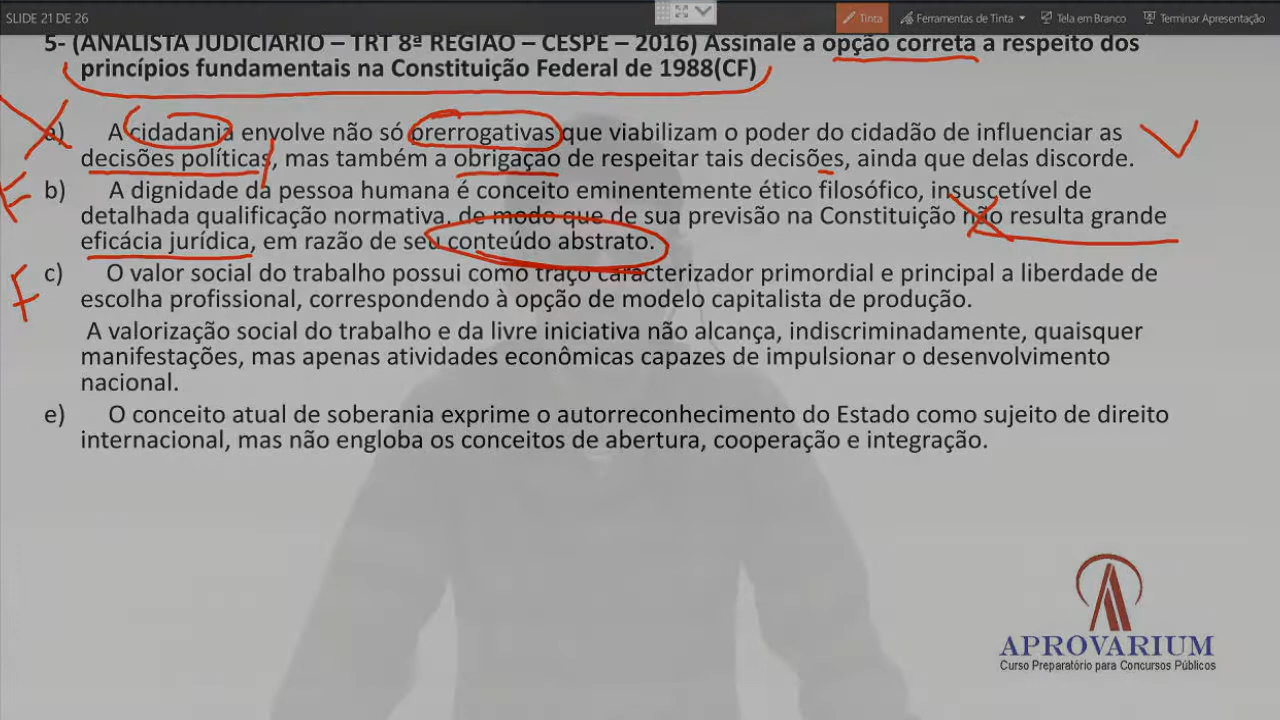 SLIDE 21 DE 26
Tinta
Ferramentas de Tinta
Tela em Branco
Terminar Apresentação
5- (ANALISTA JUDICIÁRIO – TRT 8ª REGIÃO – CESPE – 2016) Assinale a opção correta a respeito dos
princípios fundamentais na Constituição Federal de 1988(CF)
a) A cidadania envolve não só prerrogativas que viabilizam o poder do cidadão de influenciar as
decisões políticas, mas também a obrigação de respeitar tais decisões, ainda que delas discorde.
b) A dignidade da pessoa humana é conceito eminentemente ético filosófico, insuscetível de
detalhada qualificação normativa, de modo que de sua previsão na Constituição não resulta grande
eficácia jurídica, em razão de seu conteúdo abstrato.
F
c) O valor social do trabalho possui como traço caracterizador primordial e principal a liberdade de
escolha profissional, correspondendo à opção de modelo capitalista de produção.
A valorização social do trabalho e da livre iniciativa não alcança, indiscriminadamente, quaisquer
manifestações, mas apenas atividades econômicas capazes de impulsionar o desenvolvimento
nacional.
e) O conceito atual de soberania exprime o autorreconhecimento do Estado como sujeito de direito
internacional, mas não engloba os conceitos de abertura, cooperação e integração.
APROVARIUM
Curso Preparatório para Concursos Públicos